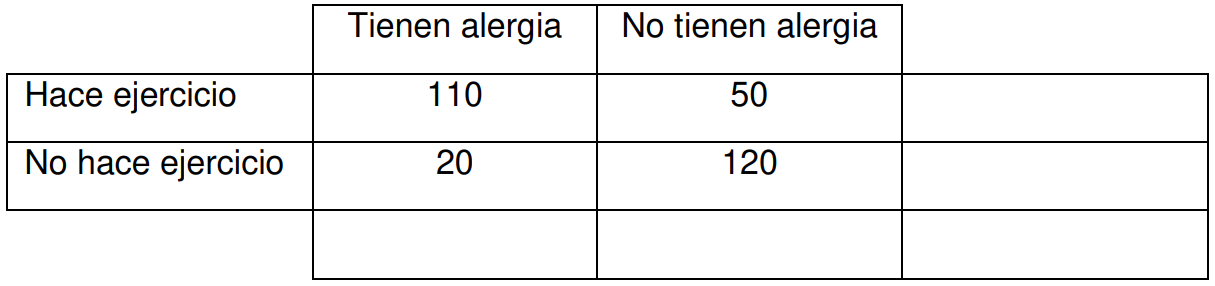 Tienen alergia No tienen alergia
Hace ejercicio 110 50
No hace ejercicio 20 120